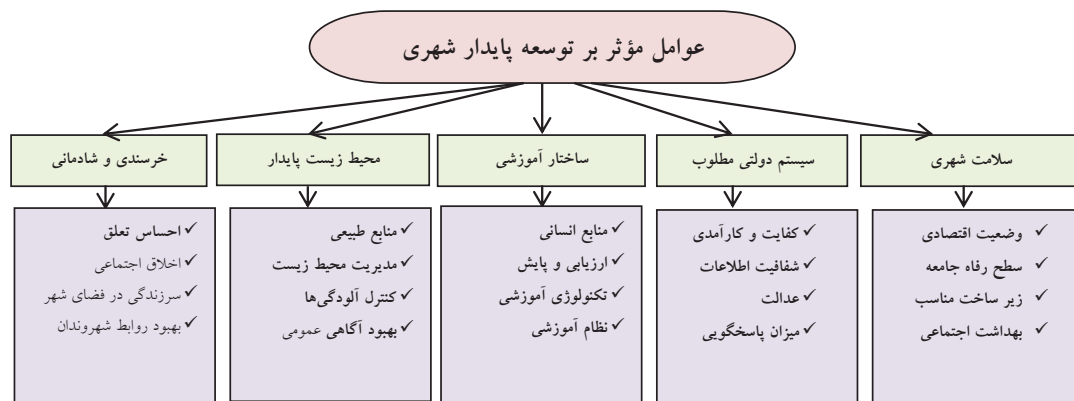 عوامل مؤثر بر توسعه پایدار شهری
سلامت شهری
وضعیت اقتصادی
سطح رفاه جامعه
زیر ساخت مناسب
بهداشت اجتماعی
سیستم دولتی مطلوب
کفایت و کارآمدی
شفافیت اطلاعات
عدالت
میزان پاسخگویی
ساختار آموزشی
منابع انسانی
ارزیابی و پایش
تکنولوژی آموزشی
نظام آموزشی
محیط زیست پایدار
منابع طبیعی
مدیریت محیط زیست
کنترل آلودگی‌ها
بهبود آگاهی عمومی
خرسندی و شادمانی
احساس تعلق
اخلاق اجتماعی
سرزندگی در فضای شهر
بهبود روابط شهروندان